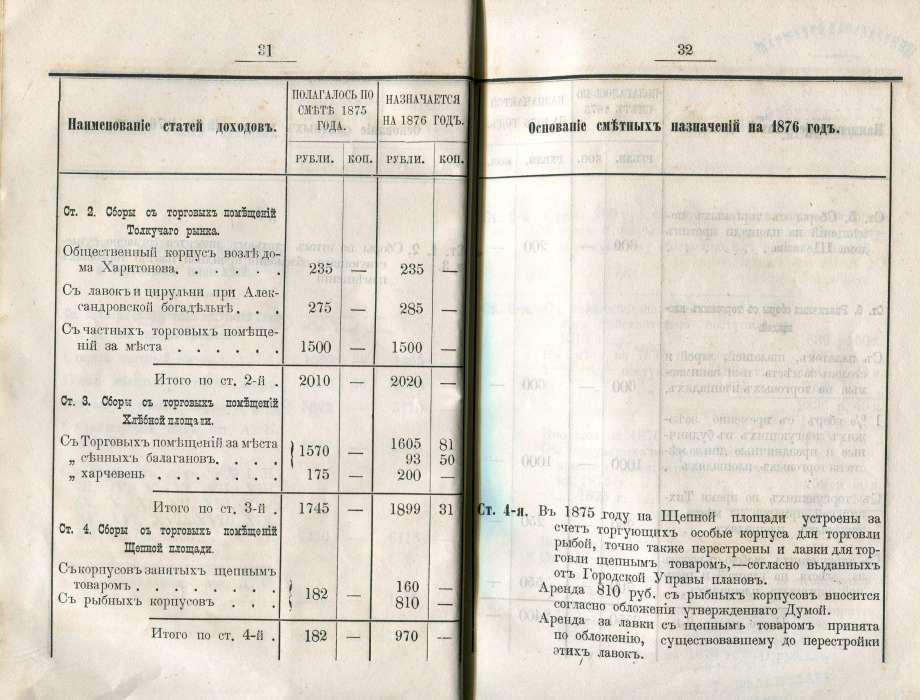 31
Наименованіе статей доходовъ.
ПОЛАГАЛОСЬ ПО
СМѢТѢ 1875
ГОДА.
НАЗНАЧАЕТСЯ
НА 1876 ГОДЪ.
РУБЛИ. КОП. РУБЛИ. КОП.
Ст. 2. Сборы съ торговыхъ помѣщеній
Толкучаго рынка.
Общественный корпусъ возлѣ до-
ма Харитонова. . . . . . 235 — 235 —
Съ лавокъ и цирульни при Алек-
сандровской богадѣльнѣ. . . 275 — 285 —
Съ частныхъ торговыхъ помѣще-
ній за мѣста . . . . . . 1500 — 1500 —
Итого по ст. 2-й . 2010 — 2020 —
Ст. 3. Сборы съ торговыхъ помѣщеній
Хлѣбной площади.
Съ Торговыхъ помѣщеній за мѣста } 1570 — 1605 81
„ сѣнныхъ балагановъ. . . . 93 50
„ харчевень . . . . . . . 175 — 200 —
Итого по ст. 3-й . 1745 — 1899 31
Ст. 4. Сборы съ торговыхъ помѣщеній
Щепной площади.
Съ корпусовъ занятыхъ щепнымъ
товаромъ. . . . . . . . } 182 — 160 —
Съ рыбныхъ корпусовъ . . . 810 —
Итого по ст. 4-й . 182 — 970 —
32
Основаніе смѣтныхъ назначеній на 1876 годъ.
Ст. 4-я. Въ 1875 году на Щепной площади устроены за
счетъ торгующихъ особые корпуса для торговли
рыбой, точно также перестроены и лавки для тор-
говли щепнымъ товаромъ,—согласно выданныхъ
отъ Городской Управы плановъ.
Аренда 810 руб. съ рыбныхъ корпусовъ вносится
согласно обложенія утвержденнаго Думой.
Аренда за лавки съ щепнымъ товаромъ принята
по обложенію, существовавшему до перестройки
этихъ лавокъ.